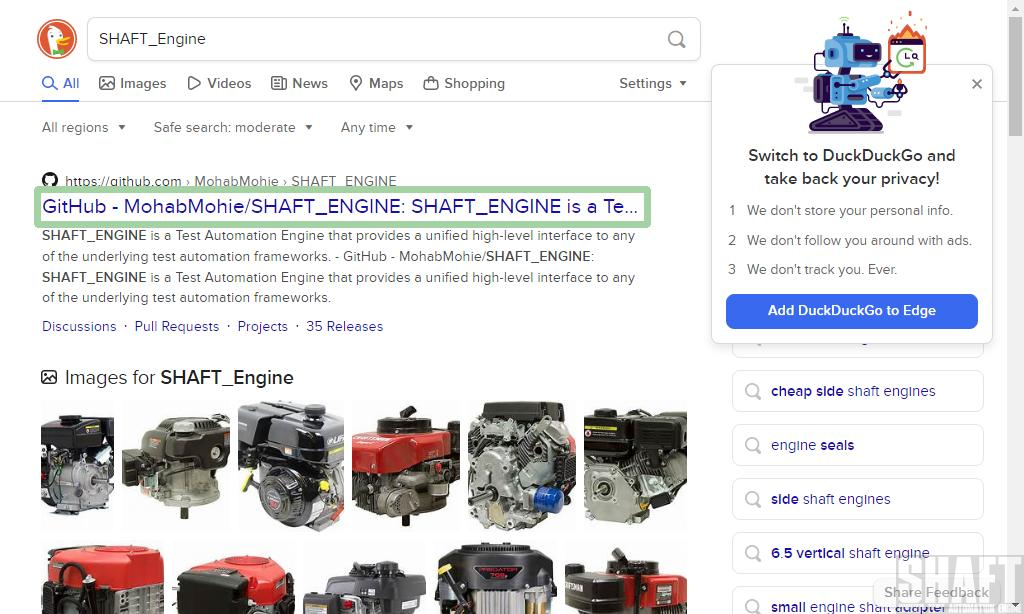 SHAFT_Engine
All Images Videos News Maps Shopping Settings
All regions Safe search: moderate Any time
https://github.com › MohabMohie › SHAFT_ENGINE
GitHub - MohabMohie/SHAFT_ENGINE: SHAFT_ENGINE is a Te...
SHAFT_ENGINE is a Test Automation Engine that provides a unified high-level interface to any
of the underlying test automation frameworks. - GitHub - MohabMohie/SHAFT_ENGINE:
SHAFT_ENGINE is a Test Automation Engine that provides a unified high-level interface to any
of the underlying test automation frameworks.
Discussions · Pull Requests · Projects · 35 Releases
Images for SHAFT_Engine
Switch to DuckDuckGo and
take back your privacy!
1 We don't store your personal info.
2 We don't follow you around with ads.
3 We don't track you. Ever.
Add DuckDuckGo to Edge
cheap side shaft engines
engine seals
side shaft engines
6.5 vertical shaft engine
small engine shaft adapter
Share Feedback
SHAFT
PREDATOR